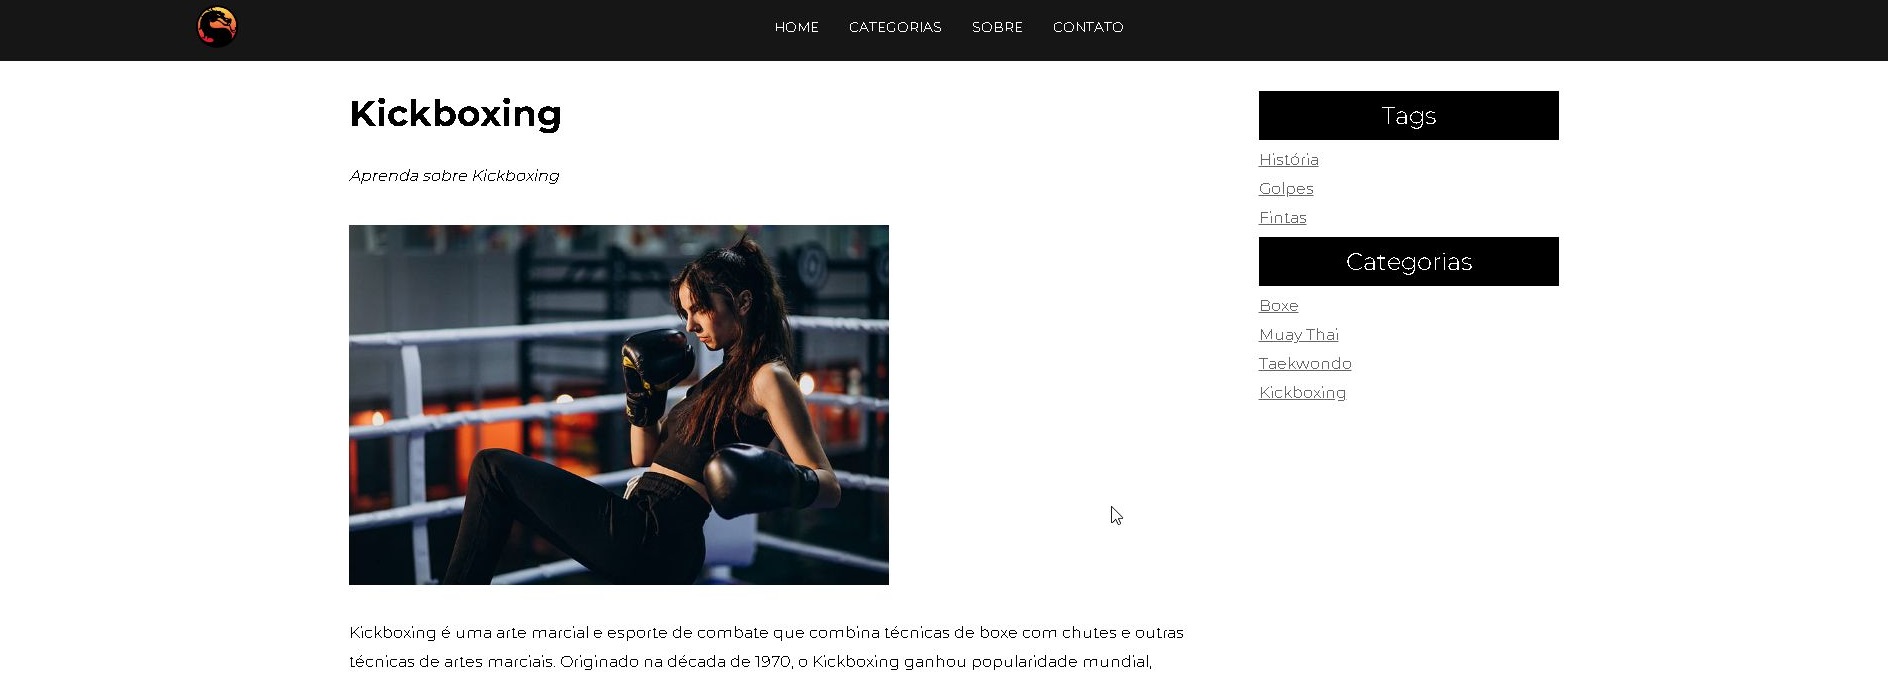 HOME CATEGORIAS SOBRE CONTATO
Kickboxing
Aprenda sobre Kickboxing
Kickboxing é uma arte marcial e esporte de combate que combina técnicas de boxe com chutes e outras
técnicas de artes marciais. Originado na década de 1970, o Kickboxing ganhou popularidade mundial,
Tags
História
Golpes
Fintas
Categorias
Boxe
Muay Thai
Taekwondo
Kickboxing